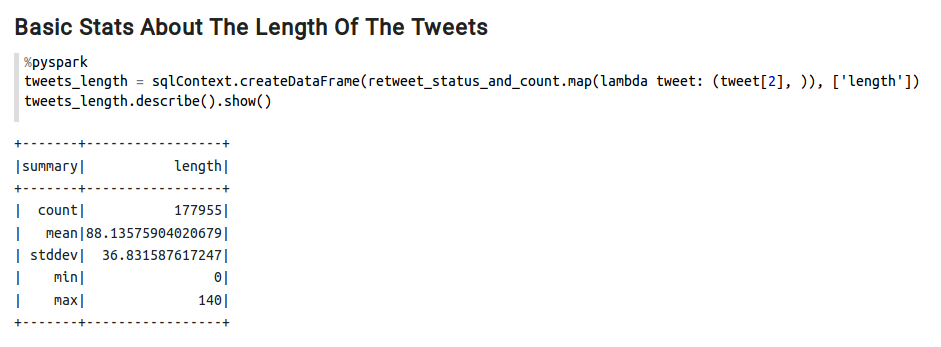 Basic Stats About The Length Of The Tweets
%pyspark
tweets_length = sqlContext.createDataFrame(retweet_status_and_count.map(lambda tweet: (tweet[2], )), ['length'])
tweets_length.describe().show()
+-------+-----------------+
|summary|           length|
+-------+-----------------+
|  count|           177955|
|   mean|88.13575904020679|
| stddev|  36.831587617247|
|    min|                0|
|    max|              140|
+-------+-----------------+